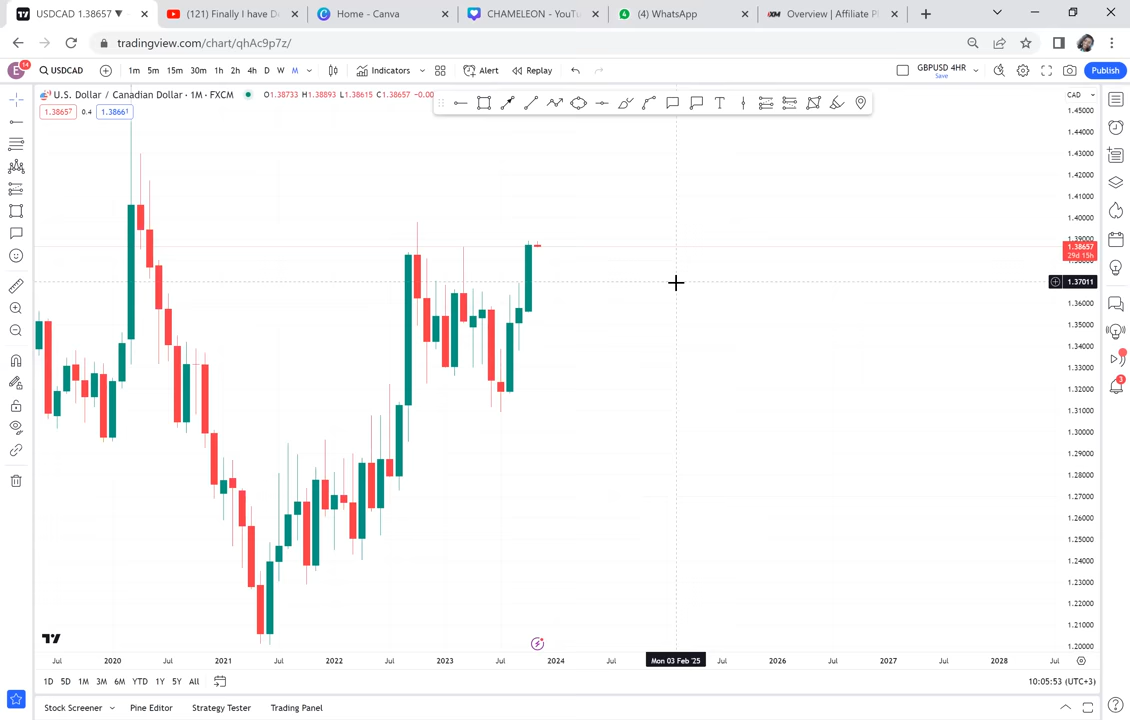 USDCAD 1.38657 ▼
(121) Finally I have D
Home - Canva
CHAMELEON - YouTu
(4) WhatsApp
XM Overview | Affiliate P
tradingview.com/chart/qhAc9p7z/
E 14 USDCAD 1m 5m 15m 30m 1h 2h 4h D W M Indicators Alert Replay GBPUSD 4HR Save Publish
U.S. Dollar / Canadian Dollar · 1M · FXCM O1.38733 H1.38893 L1.38615 C1.38657 -0.00
CAD
1.38657 0.4 1.38661
1.45000
1.44000
1.43000
1.42000
1.41000
1.40000
1.39000
1.38657
29d 15h
1.37011
1.36000
1.35000
1.34000
1.33000
1.32000
1.31000
1.30000
1.29000
1.28000
1.27000
1.26000
1.25000
1.24000
1.23000
1.22000
1.21000
1.20000
3
Jul 2020 Jul 2021 Jul 2022 Jul 2023 Jul 2024 Jul Mon 03 Feb '25 Jul 2026 Jul 2027 Jul 2028 Jul
1D 5D 1M 3M 6M YTD 1Y 5Y All 10:05:53 (UTC+3)
Stock Screener Pine Editor Strategy Tester Trading Panel